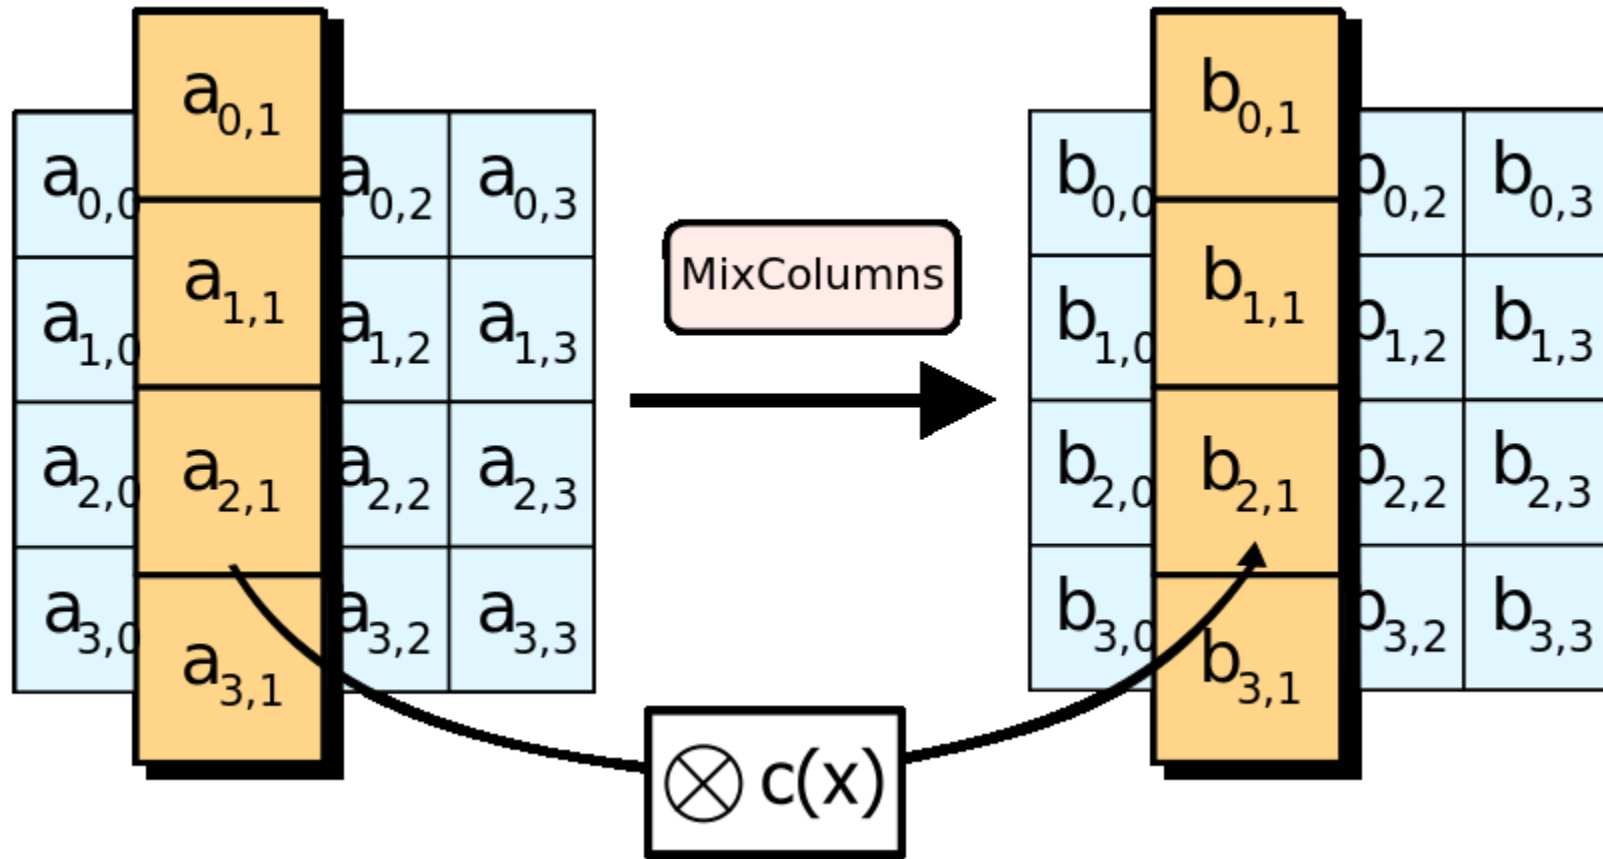 a0,1 b0,1
a0,0 a0,2 a0,3 b0,0 b0,2 b0,3
a1,1 MixColumns b1,1
a1,0 a1,2 a1,3 b1,0 b1,2 b1,3
a2,1 b2,1
a2,0 a2,2 a2,3 b2,0 b2,2 b2,3
a3,0 a3,2 a3,3 b3,0 b3,2 b3,3
a3,1 b3,1
⊗ c(x)